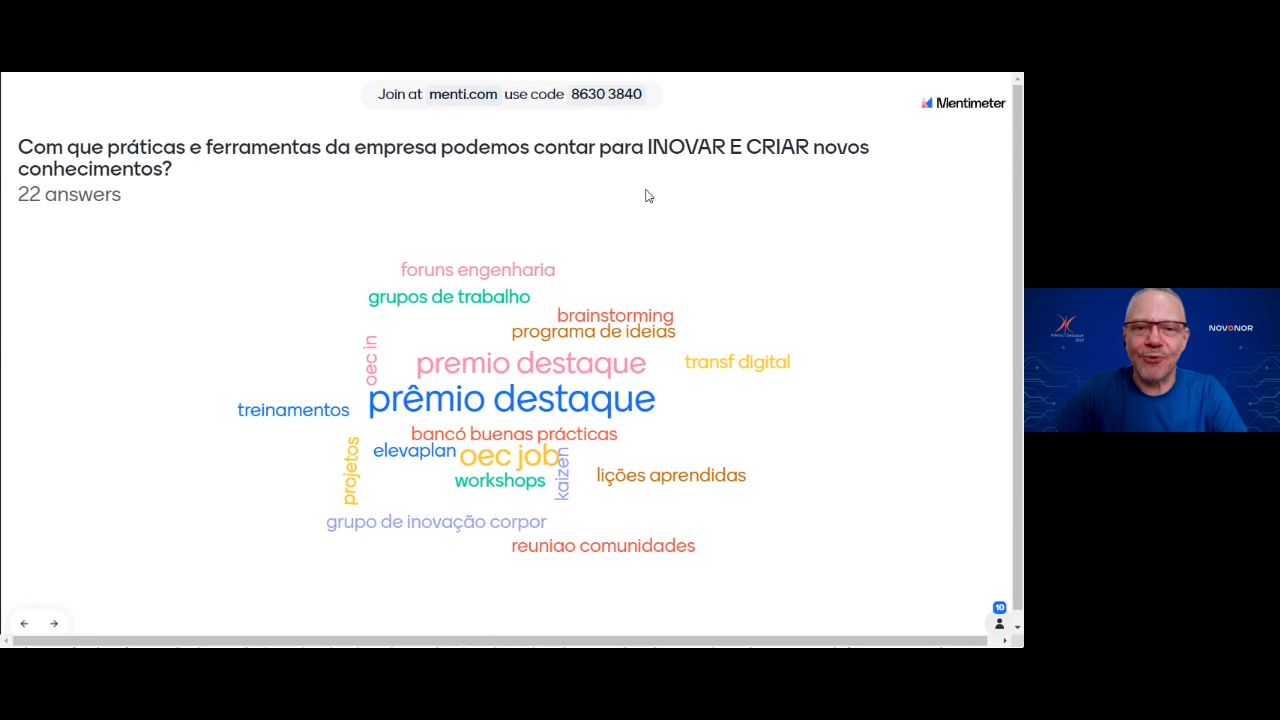 Join at menti.com use code 8630 3840
Mentimeter
Com que práticas e ferramentas da empresa podemos contar para INOVAR E CRIAR novos
conhecimentos?
22 answers
foruns engenharia
grupos de trabalho
brainstorming
programa de ideias
oec in
premio destaque
transf digital
prêmio destaque
treinamentos
bancó buenas prácticas
elevaplan
oec job
projetos
kaizen
workshops
lições aprendidas
grupo de inovação corpor
reuniao comunidades
10
NOVONOR